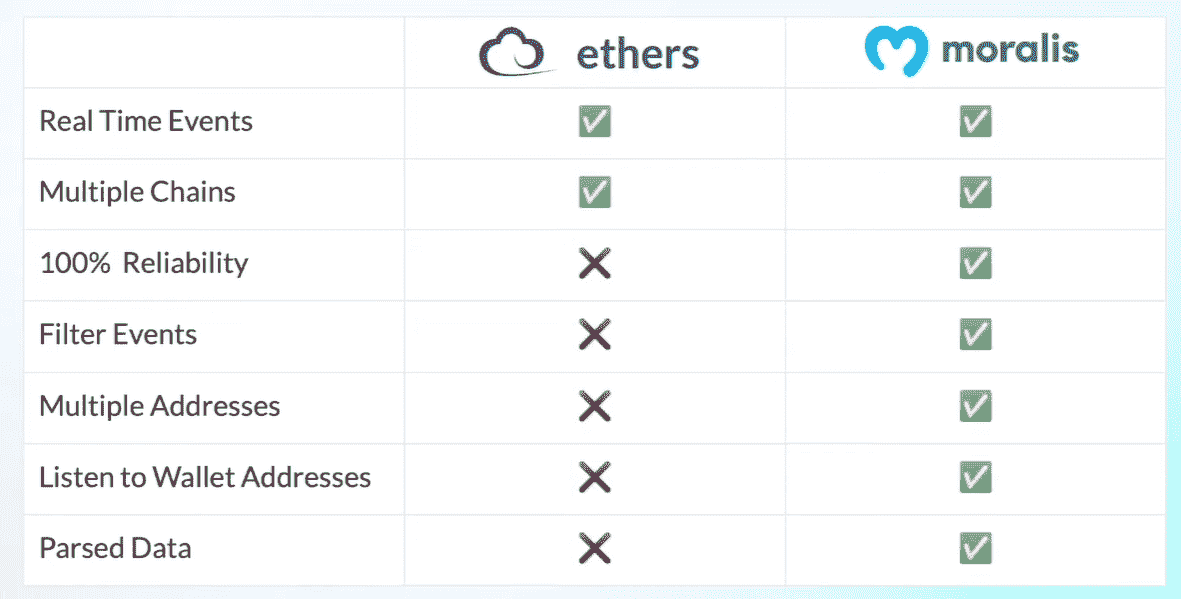 ethers moralis
Real Time Events ✅ ✅
Multiple Chains ✅ ✅
100% Reliability ❌ ✅
Filter Events ❌ ✅
Multiple Addresses ❌ ✅
Listen to Wallet Addresses ❌ ✅
Parsed Data ❌ ✅